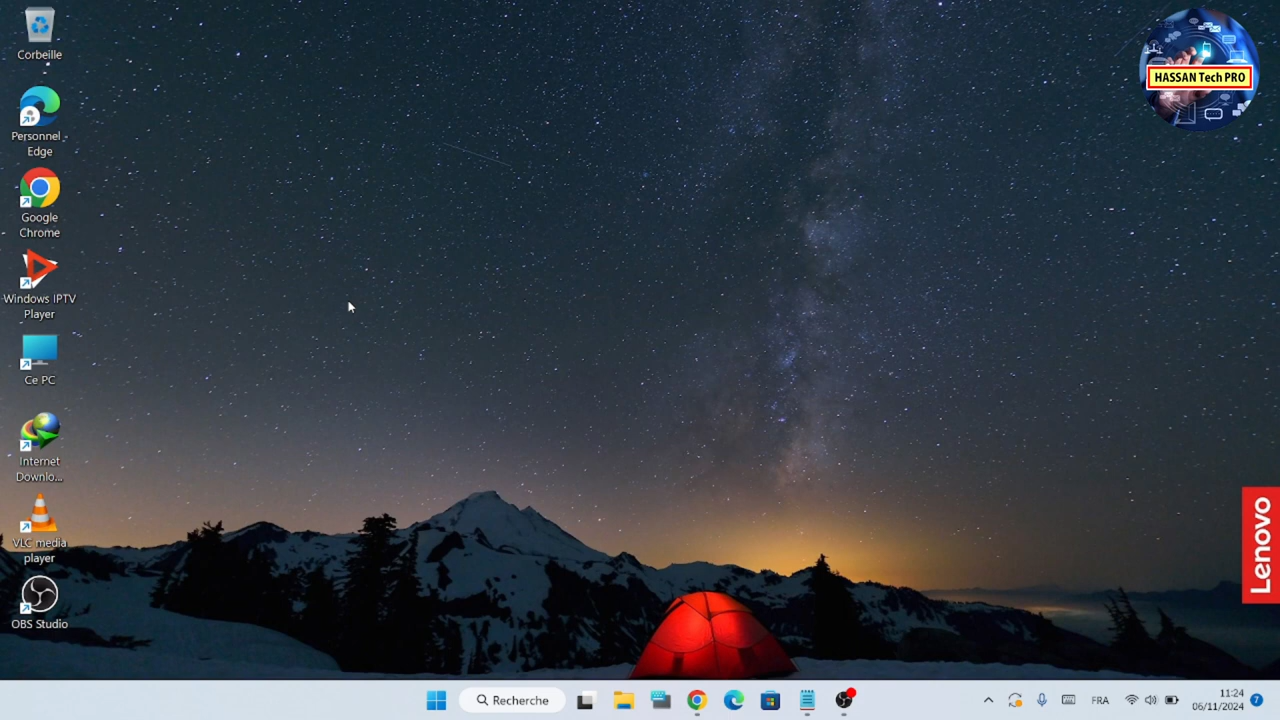 Corbeille
Personnel -
Edge
Google
Chrome
Windows IPTV
Player
Ce PC
Internet
Downlo...
VLC media
player
OBS Studio
HASSAN Tech PRO
Lenovo
Recherche
FRA
11:24
06/11/2024
7